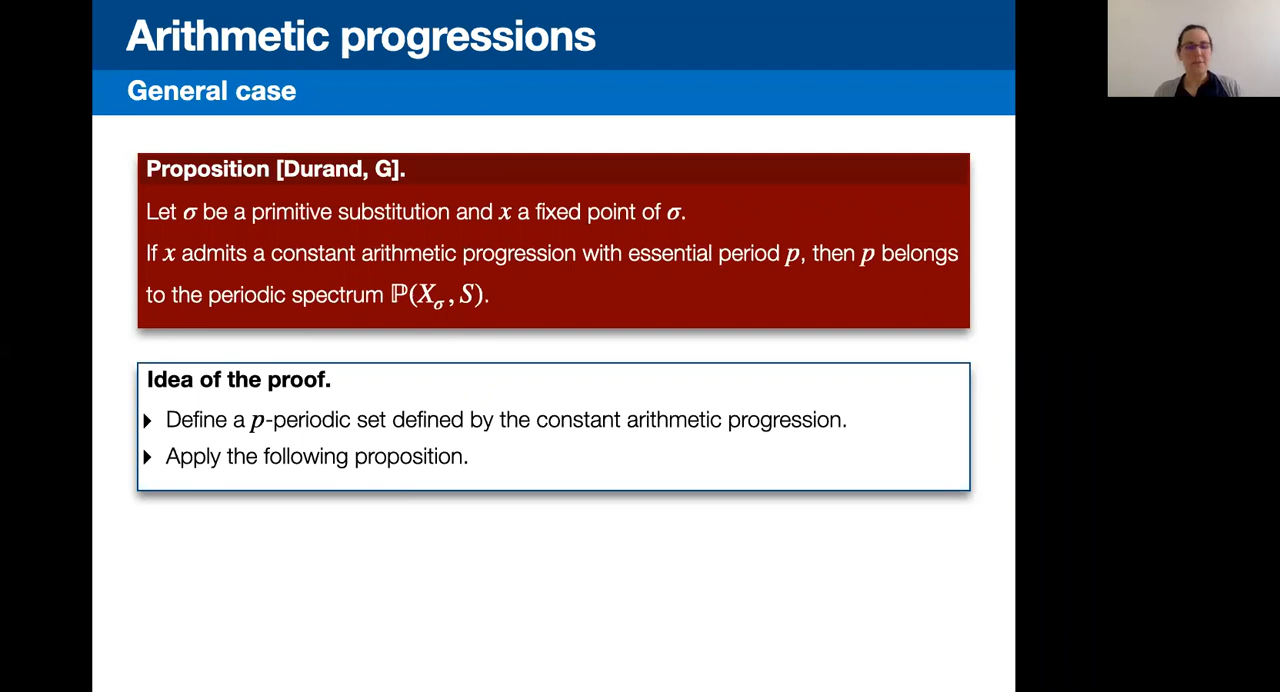 Arithmetic progressions
General case
Proposition [Durand, G].
Let σ be a primitive substitution and x a fixed point of σ.
If x admits a constant arithmetic progression with essential period p, then p belongs
to the periodic spectrum ℙ(X_σ, S).
Idea of the proof.
Define a p-periodic set defined by the constant arithmetic progression.
Apply the following proposition.